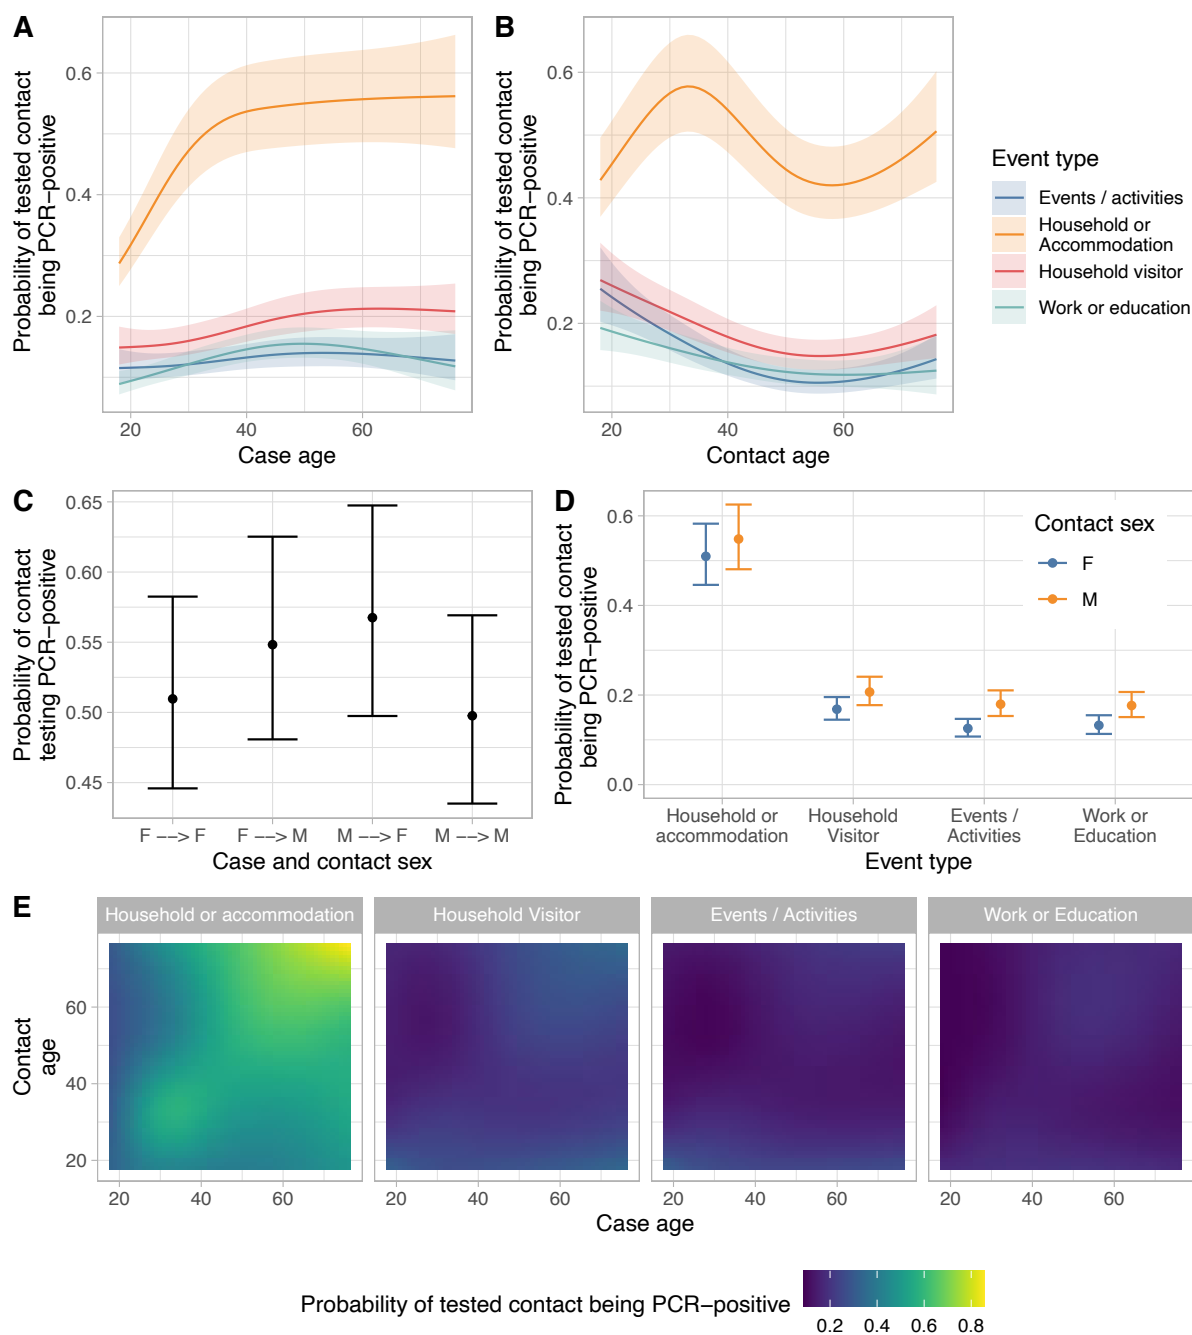 A
Probability of tested contact
being PCR−positive
0.6
0.4
0.2
20 40 60
Case age
B
Probability of tested contact
being PCR−positive
0.6
0.4
0.2
20 40 60
Contact age
Event type
Events / activities
Household or
Accommodation
Household visitor
Work or education
C
Probability of contact
testing PCR−positive
0.65
0.60
0.55
0.50
0.45
F −−> F F −−> M M −−> F M −−> M
Case and contact sex
D
Probability of tested contact
being PCR−positive
0.6
0.4
0.2
0.0
Household or
accommodation
Household
Visitor
Events /
Activities
Work or
Education
Event type
Contact sex
F
M
E
Household or accommodation Household Visitor Events / Activities Work or Education
Contact
age
60
40
20
20 40 60 20 40 60 20 40 60 20 40 60
Case age
Probability of tested contact being PCR−positive
0.2 0.4 0.6 0.8